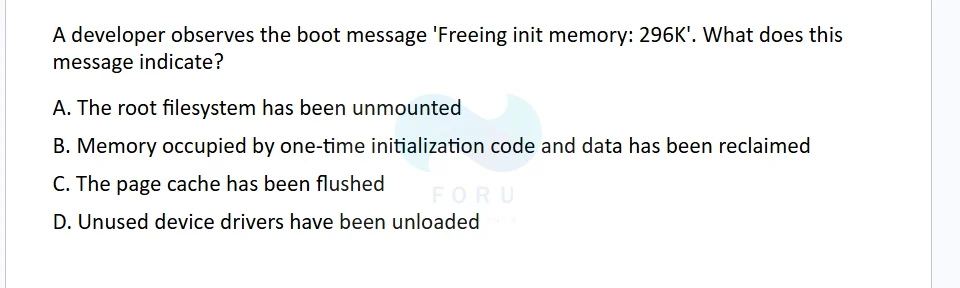 A developer observes the boot message 'Freeing init memory: 296K'. What does this
message indicate?
A. The root filesystem has been unmounted
B. Memory occupied by one-time initialization code and data has been reclaimed
C. The page cache has been flushed
FORU
D. Unused device drivers have been unloaded